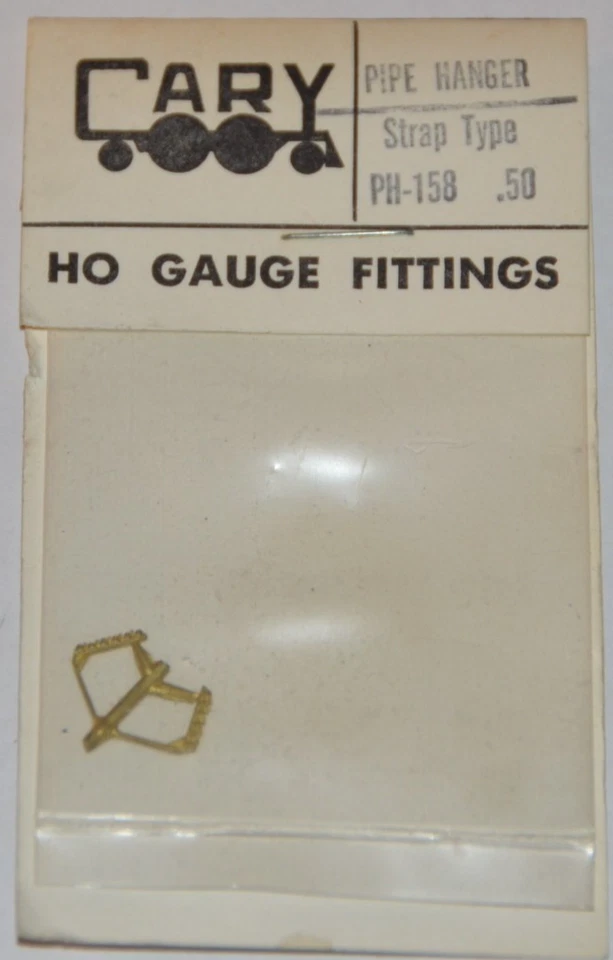 CARY
PIPE HANGER
Strap Type
PH-158 .50
HO GAUGE FITTINGS